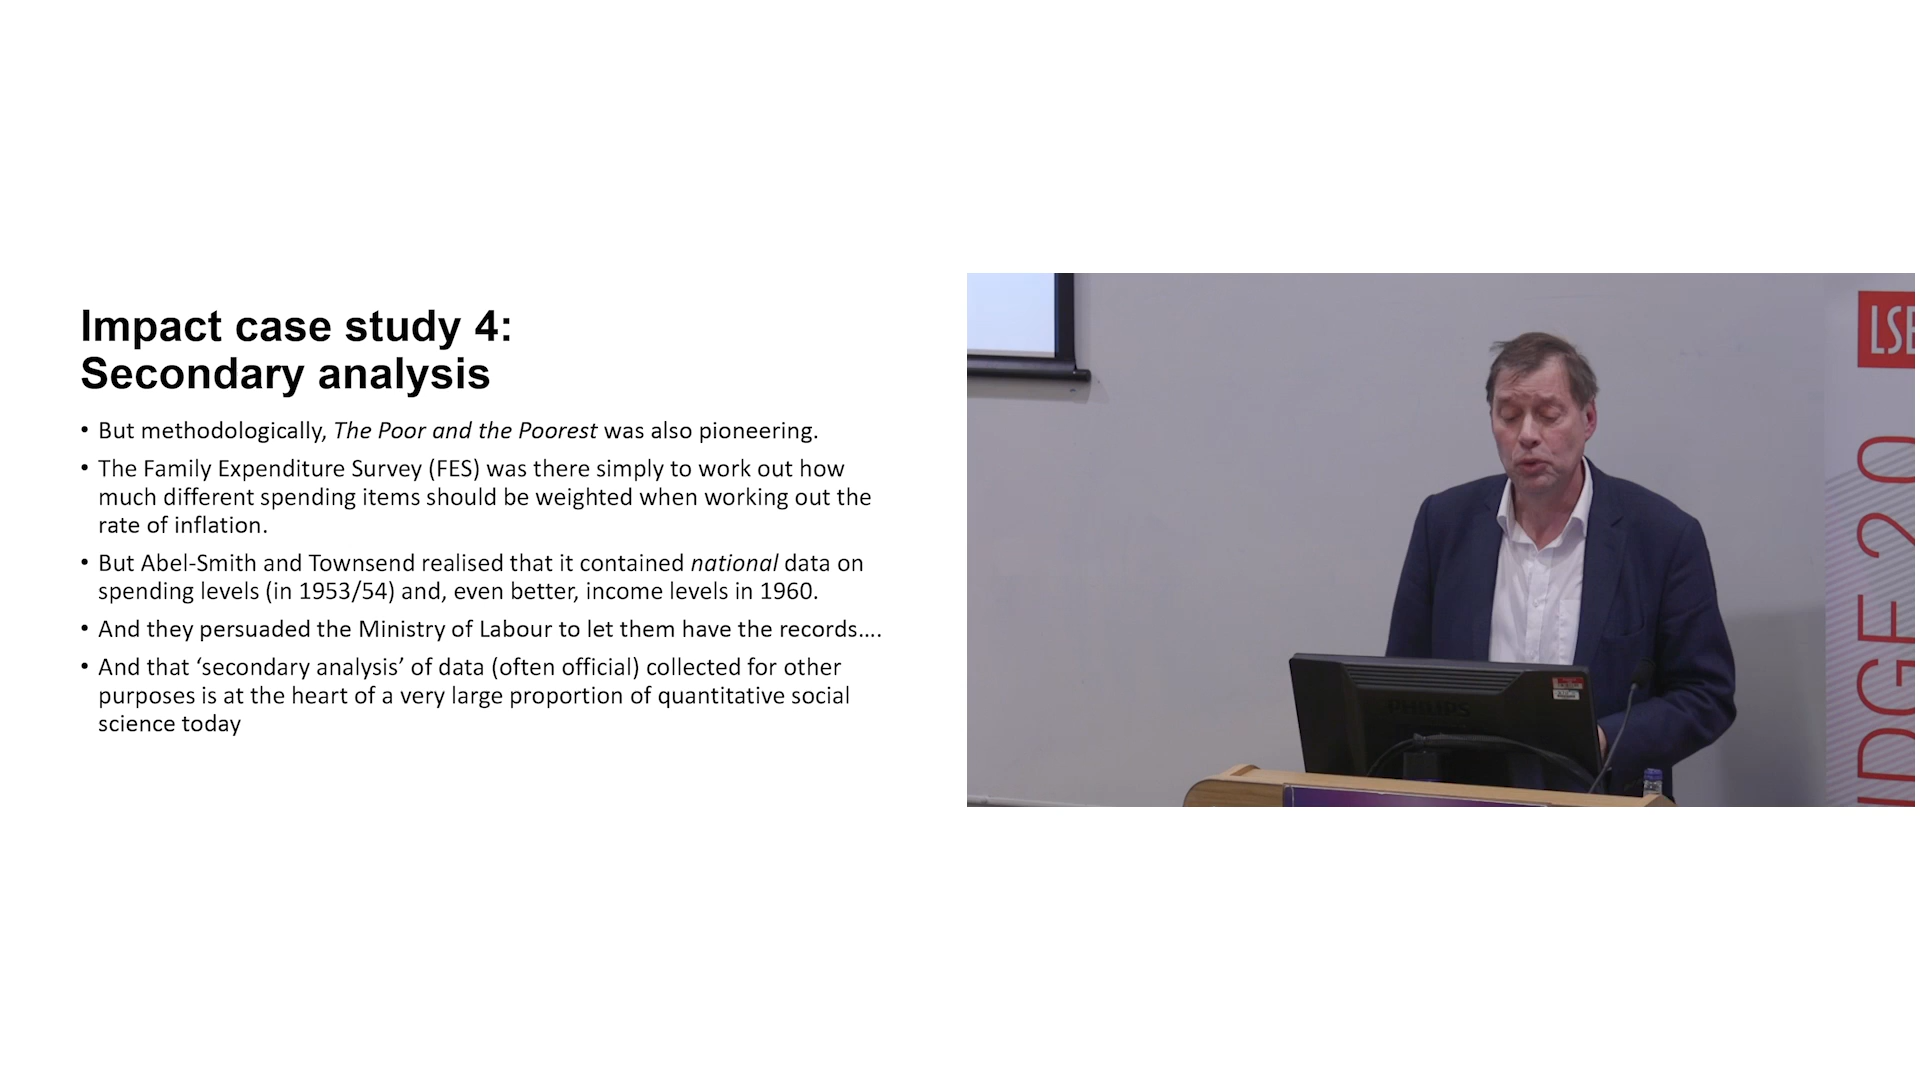 Impact case study 4:
Secondary analysis
• But methodologically, The Poor and the Poorest was also pioneering.
• The Family Expenditure Survey (FES) was there simply to work out how
much different spending items should be weighted when working out the
rate of inflation.
• But Abel-Smith and Townsend realised that it contained national data on
spending levels (in 1953/54) and, even better, income levels in 1960.
• And they persuaded the Ministry of Labour to let them have the records....
• And that ‘secondary analysis’ of data (often official) collected for other
purposes is at the heart of a very large proportion of quantitative social
science today
LSE
PHILIPS
IDGE 2.0